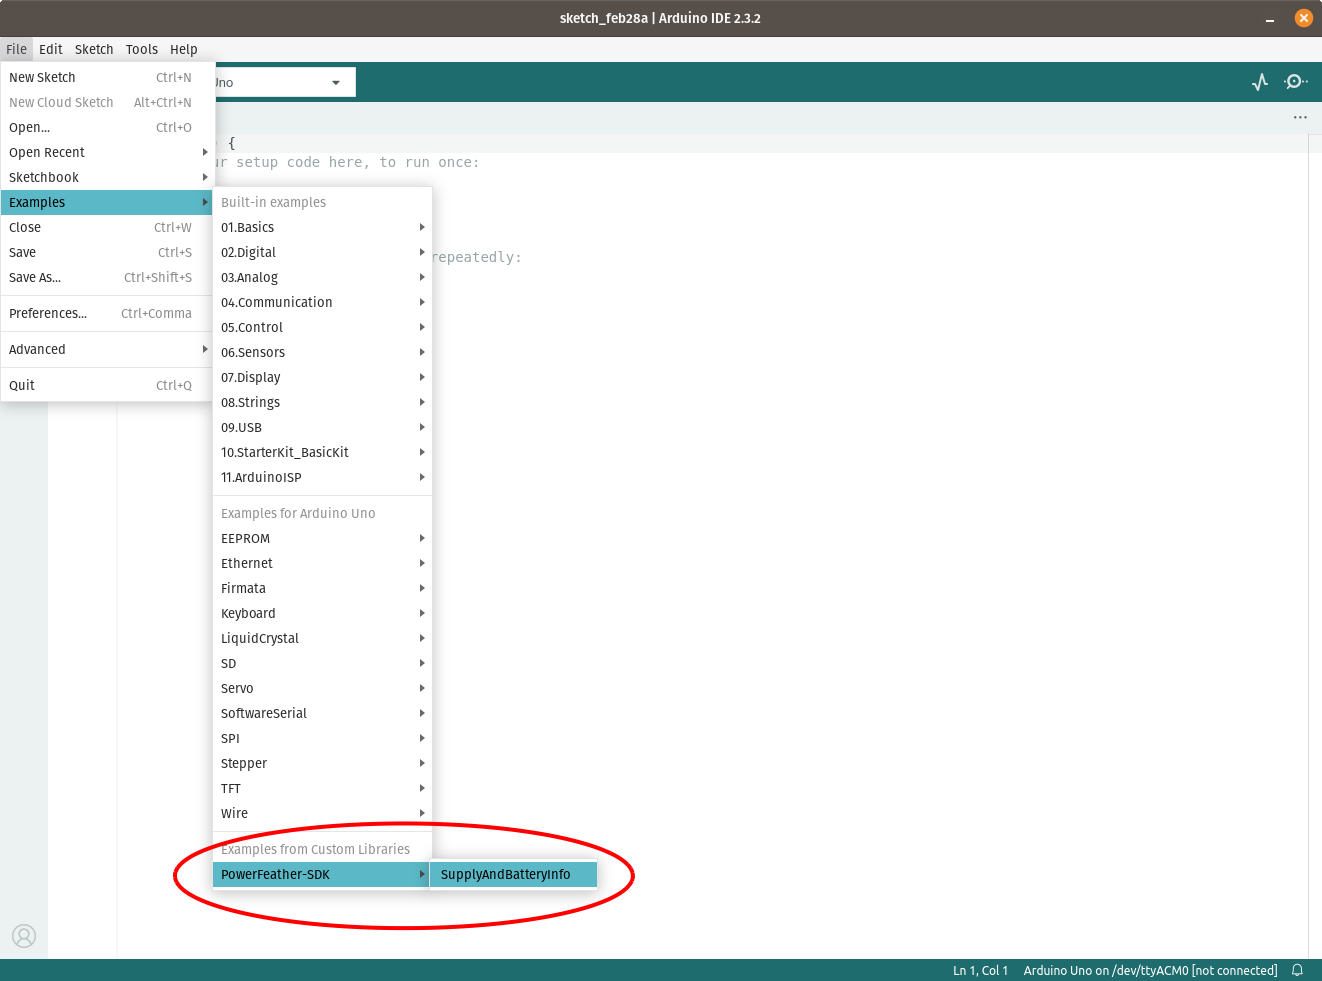 sketch_feb28a | Arduino IDE 2.3.2
File Edit Sketch Tools Help
New Sketch Ctrl+N
New Cloud Sketch Alt+Ctrl+N
Open... Ctrl+O
Open Recent
Sketchbook
Examples
Close Ctrl+W
Save Ctrl+S
Save As... Ctrl+Shift+S
Preferences... Ctrl+Comma
Advanced
Quit Ctrl+Q
Uno
{
ur setup code here, to run once:
repeatedly:
Built-in examples
01.Basics
02.Digital
03.Analog
04.Communication
05.Control
06.Sensors
07.Display
08.Strings
09.USB
10.StarterKit_BasicKit
11.ArduinoISP
Examples for Arduino Uno
EEPROM
Ethernet
Firmata
Keyboard
LiquidCrystal
SD
Servo
SoftwareSerial
SPI
Stepper
TFT
Wire
Examples from Custom Libraries
PowerFeather-SDK
SupplyAndBatteryInfo
Ln 1, Col 1 Arduino Uno on /dev/ttyACM0 [not connected]